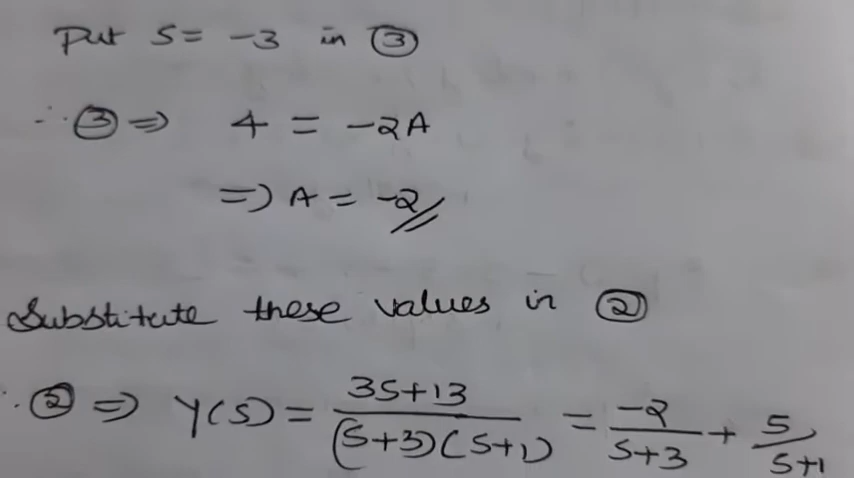 Put S = -3 in ③
∴ ③ ⇒ 4 = -2A
⇒ A = -2//
Substitute these values in ②
∴ ② ⇒ Y(S) = 3S+13/(S+3)(S+1) = -2/S+3 + 5/S+1